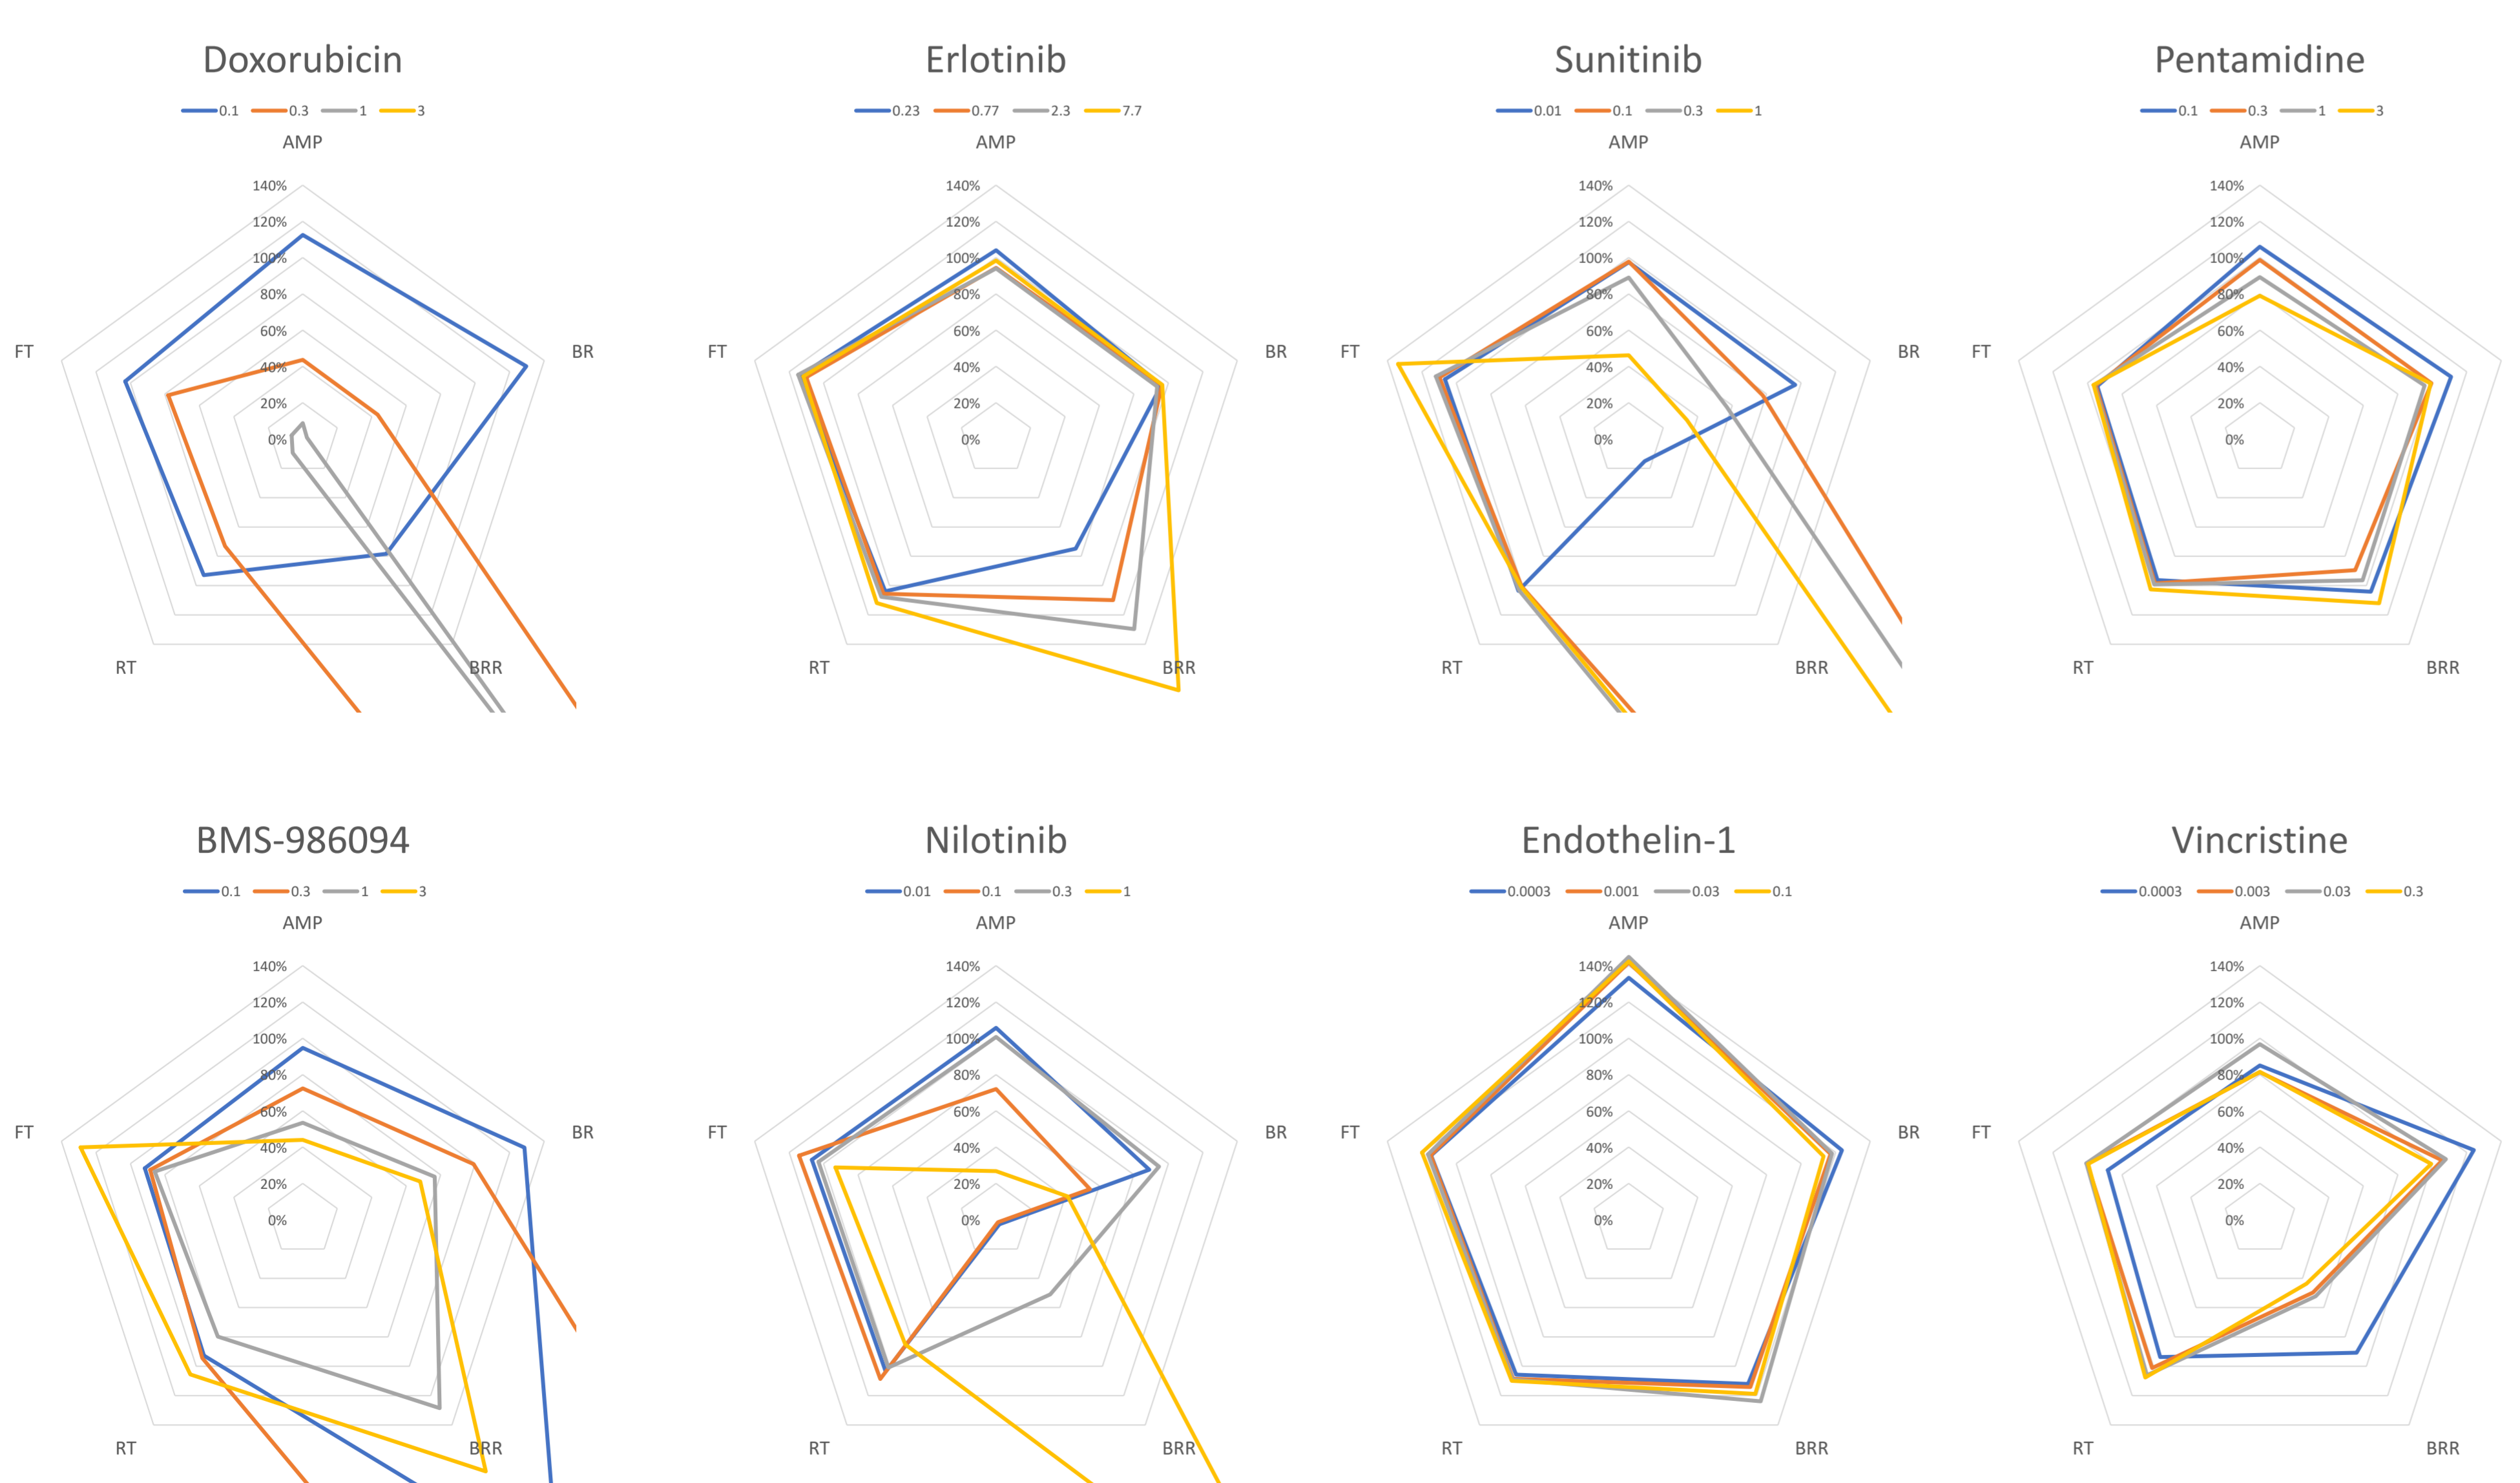 Doxorubicin
0.1 0.3 1 3
AMP
140%
120%
100%
80%
60%
40%
20%
0%
FT
BR
RT
BRR
Erlotinib
0.23 0.77 2.3 7.7
AMP
140%
120%
100%
80%
60%
40%
20%
0%
FT
BR
RT
BRR
Sunitinib
0.01 0.1 0.3 1
AMP
140%
120%
100%
80%
60%
40%
20%
0%
FT
BR
RT
BRR
Pentamidine
0.1 0.3 1 3
AMP
140%
120%
100%
80%
60%
40%
20%
0%
FT
RT
BRR
BMS-986094
0.1 0.3 1 3
AMP
140%
120%
100%
80%
60%
40%
20%
0%
FT
BR
RT
BRR
Nilotinib
0.01 0.1 0.3 1
AMP
140%
120%
100%
80%
60%
40%
20%
0%
FT
BR
RT
BRR
Endothelin-1
0.0003 0.001 0.03 0.1
AMP
140%
120%
100%
80%
60%
40%
20%
0%
FT
BR
RT
BRR
Vincristine
0.0003 0.003 0.03 0.3
AMP
140%
120%
100%
80%
60%
40%
20%
0%
FT
RT
BRR